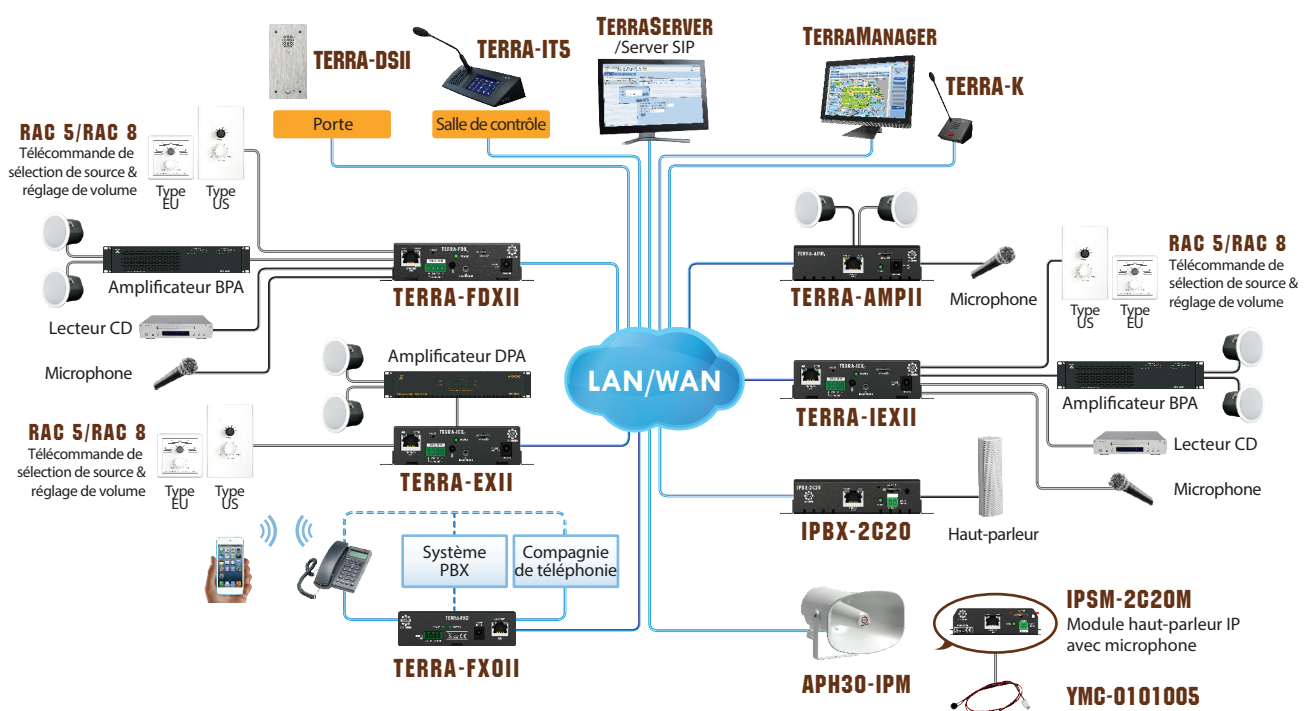 TERRA-DSII
Porte
TERRA-IT5
Salle de contrôle
TERRASERVER
/Server SIP
TERRAMANAGER
TERRA-K
RAC 5/RAC 8
Télécommande de
sélection de source &
réglage de volume
Type
EU
Type
US
Amplificateur BPA
Lecteur CD
Microphone
TERRA-FDXII
Amplificateur DPA
RAC 5/RAC 8
Télécommande de
sélection de source &
réglage de volume
Type
EU
Type
US
TERRA-EXII
Système
PBX
Compagnie
de téléphonie
TERRA-FXOII
LAN/WAN
TERRA-AMPII
Microphone
RAC 5/RAC 8
Télécommande de
sélection de source &
réglage de volume
Type
US
Type
EU
TERRA-IEXII
Amplificateur BPA
Lecteur CD
Microphone
IPBX-2C20
IPBX-2C20
Haut-parleur
APH30-IPM
IPSM-2C20M
Module haut-parleur IP
avec microphone
YMC-0101005